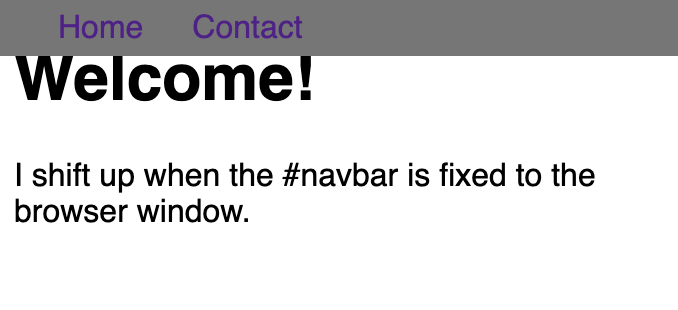 Home Contact
Welcome!
I shift up when the #navbar is fixed to the
browser window.